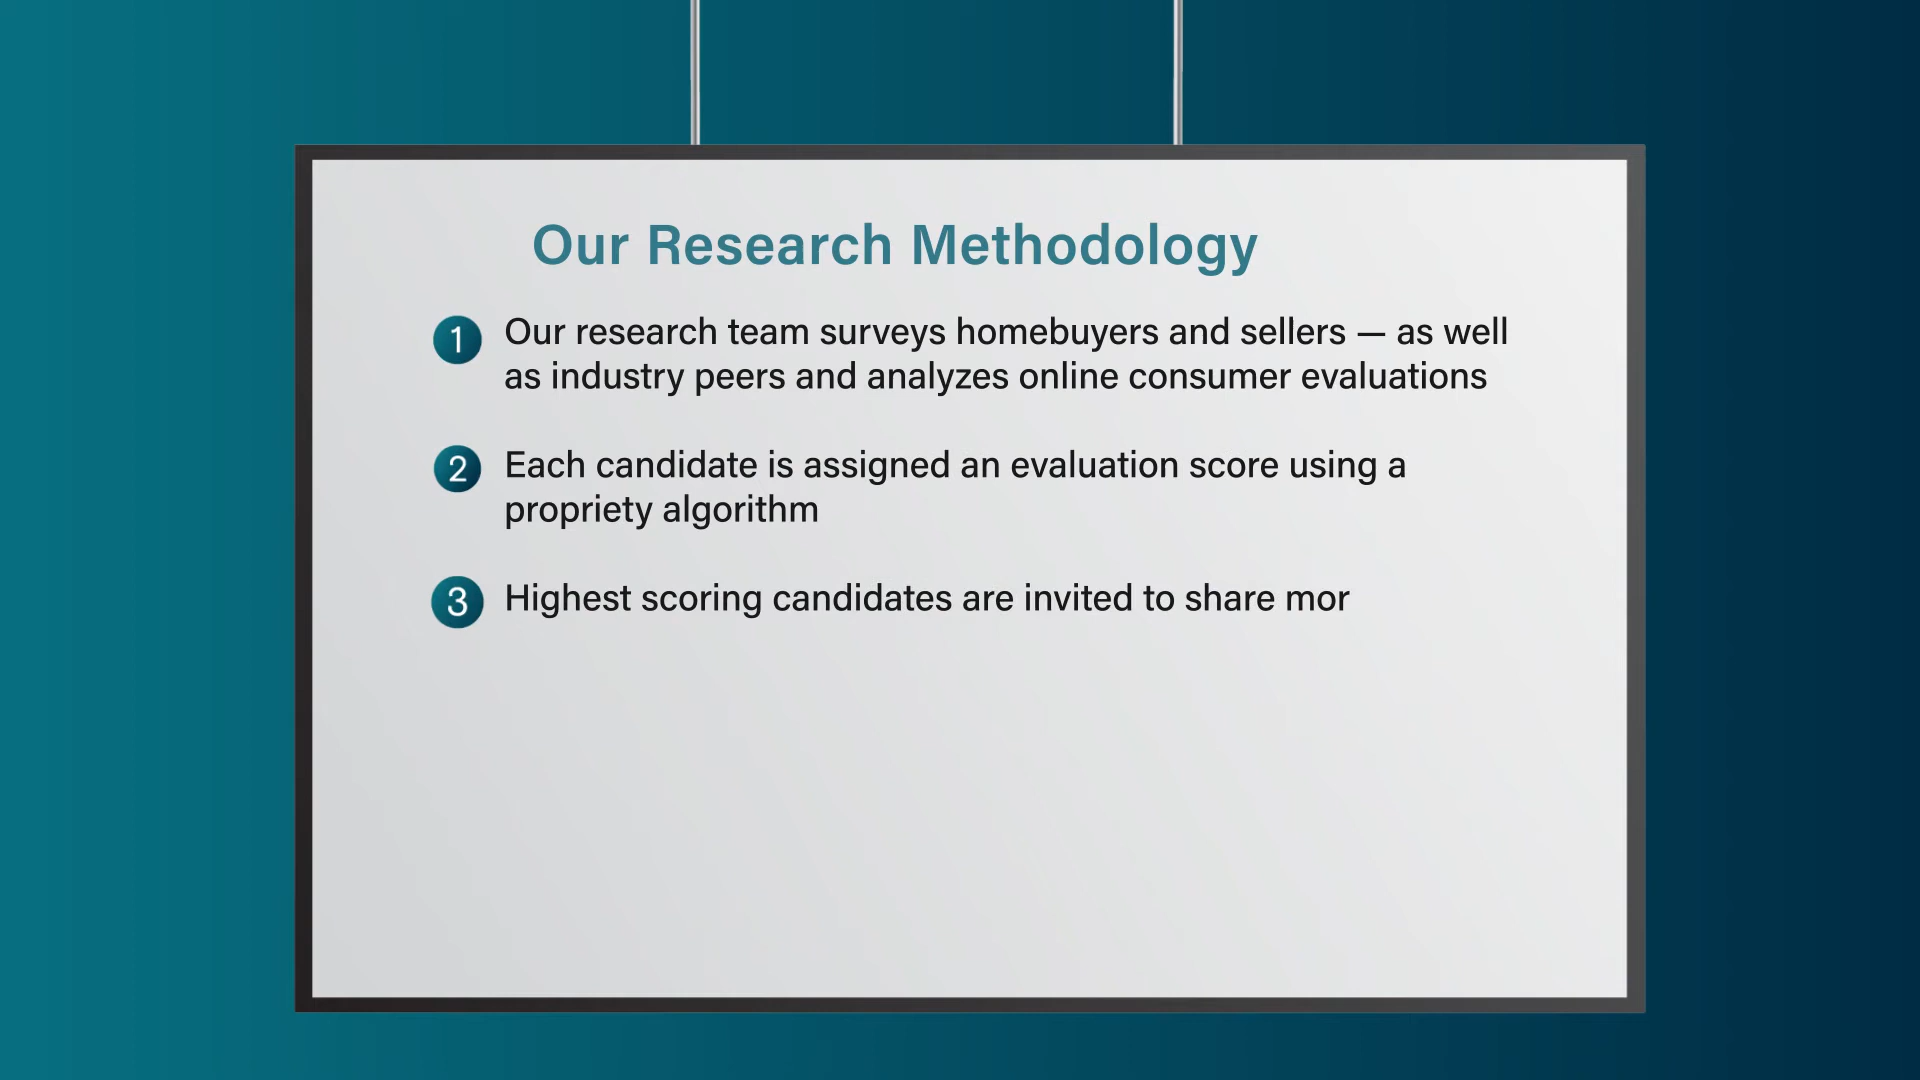 Our Research Methodology
1 Our research team surveys homebuyers and sellers — as well
as industry peers and analyzes online consumer evaluations
2 Each candidate is assigned an evaluation score using a
propriety algorithm
3 Highest scoring candidates are invited to share mor